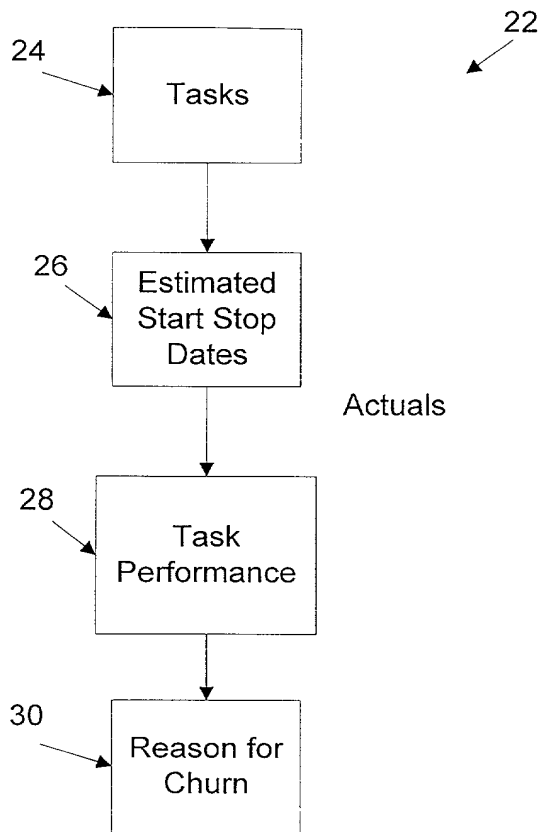 22
24
Tasks
26
Estimated
Start Stop
Dates
Actuals
28
Task
Performance
30
Reason for
Churn